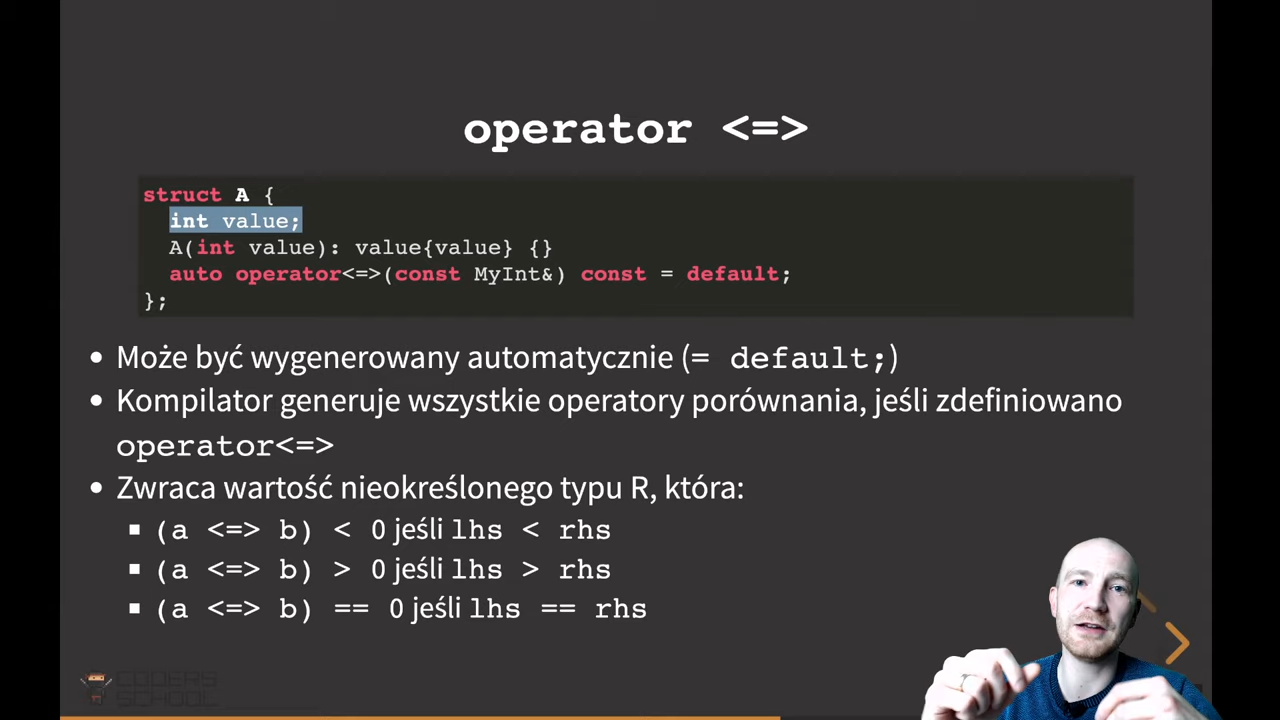 operator <=>
struct A {
int value;
A(int value): value{value} {}
auto operator<=>(const MyInt&) const = default;
};
• Może być wygenerowany automatycznie (= default;)
• Kompilator generuje wszystkie operatory porównania, jeśli zdefiniowano
operator<=>
• Zwraca wartość nieokreślonego typu R, która:
▪ (a <=> b) < 0 jeśli lhs < rhs
▪ (a <=> b) > 0 jeśli lhs > rhs
▪ (a <=> b) == 0 jeśli lhs == rhs
CODERS
SCHOOL